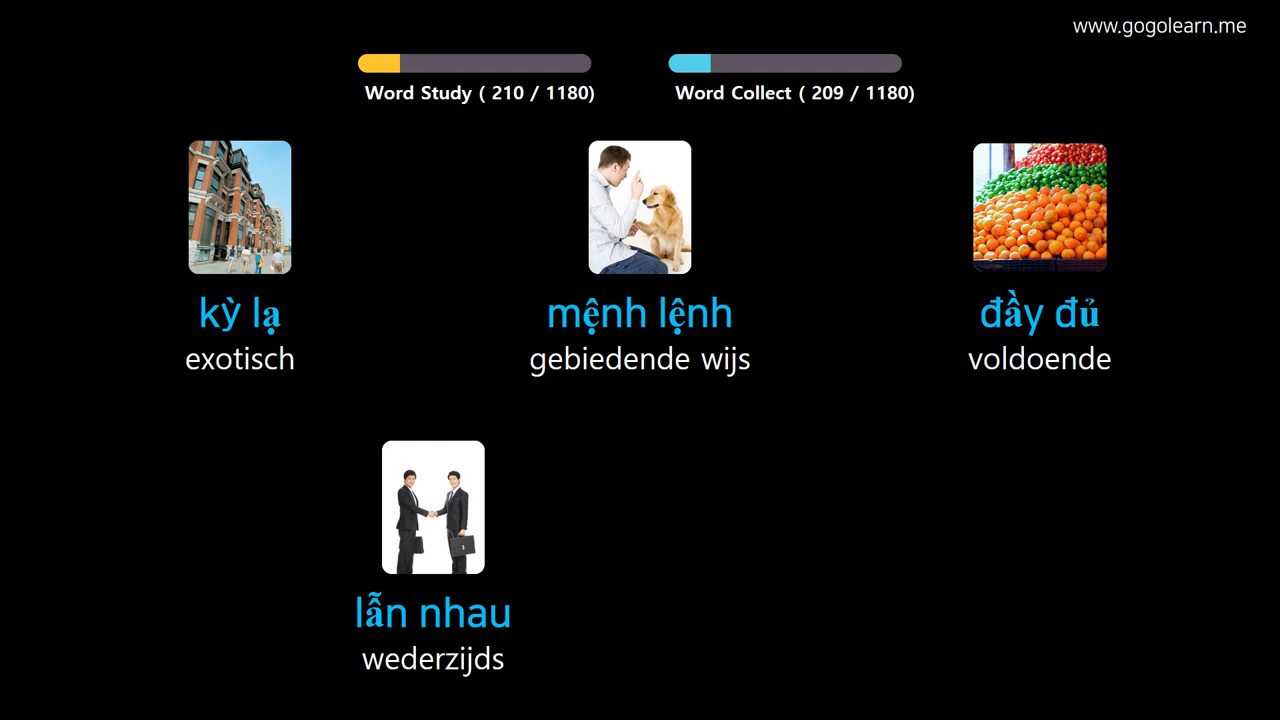 www.gogolearn.me
Word Study ( 210 / 1180)
Word Collect ( 209 / 1180)
kỳ lạ
exotisch
mệnh lệnh
gebiedende wijs
đầy đủ
voldoende
lẫn nhau
wederzijds